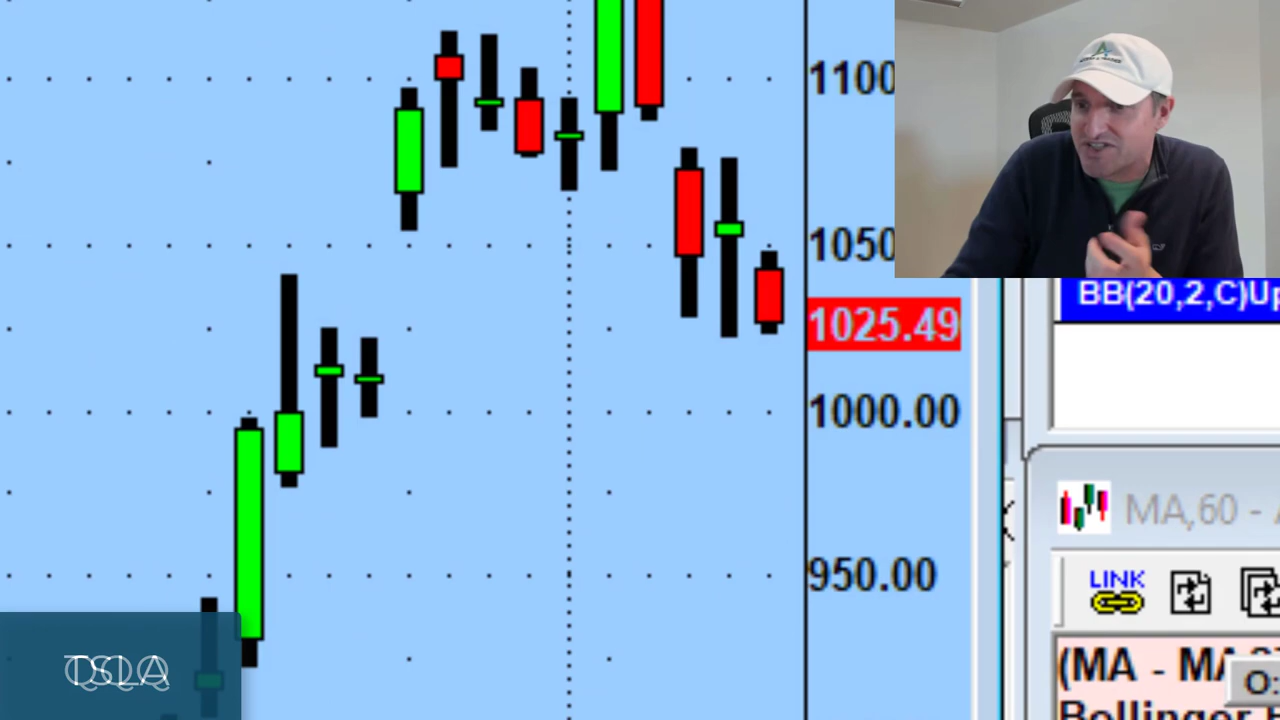 1100
1050
BB(20,2,C)Up
1025.49
1000.00
MA,60 -
950.00
LINK
(MA - MA
O:
Bollinger
TSLA